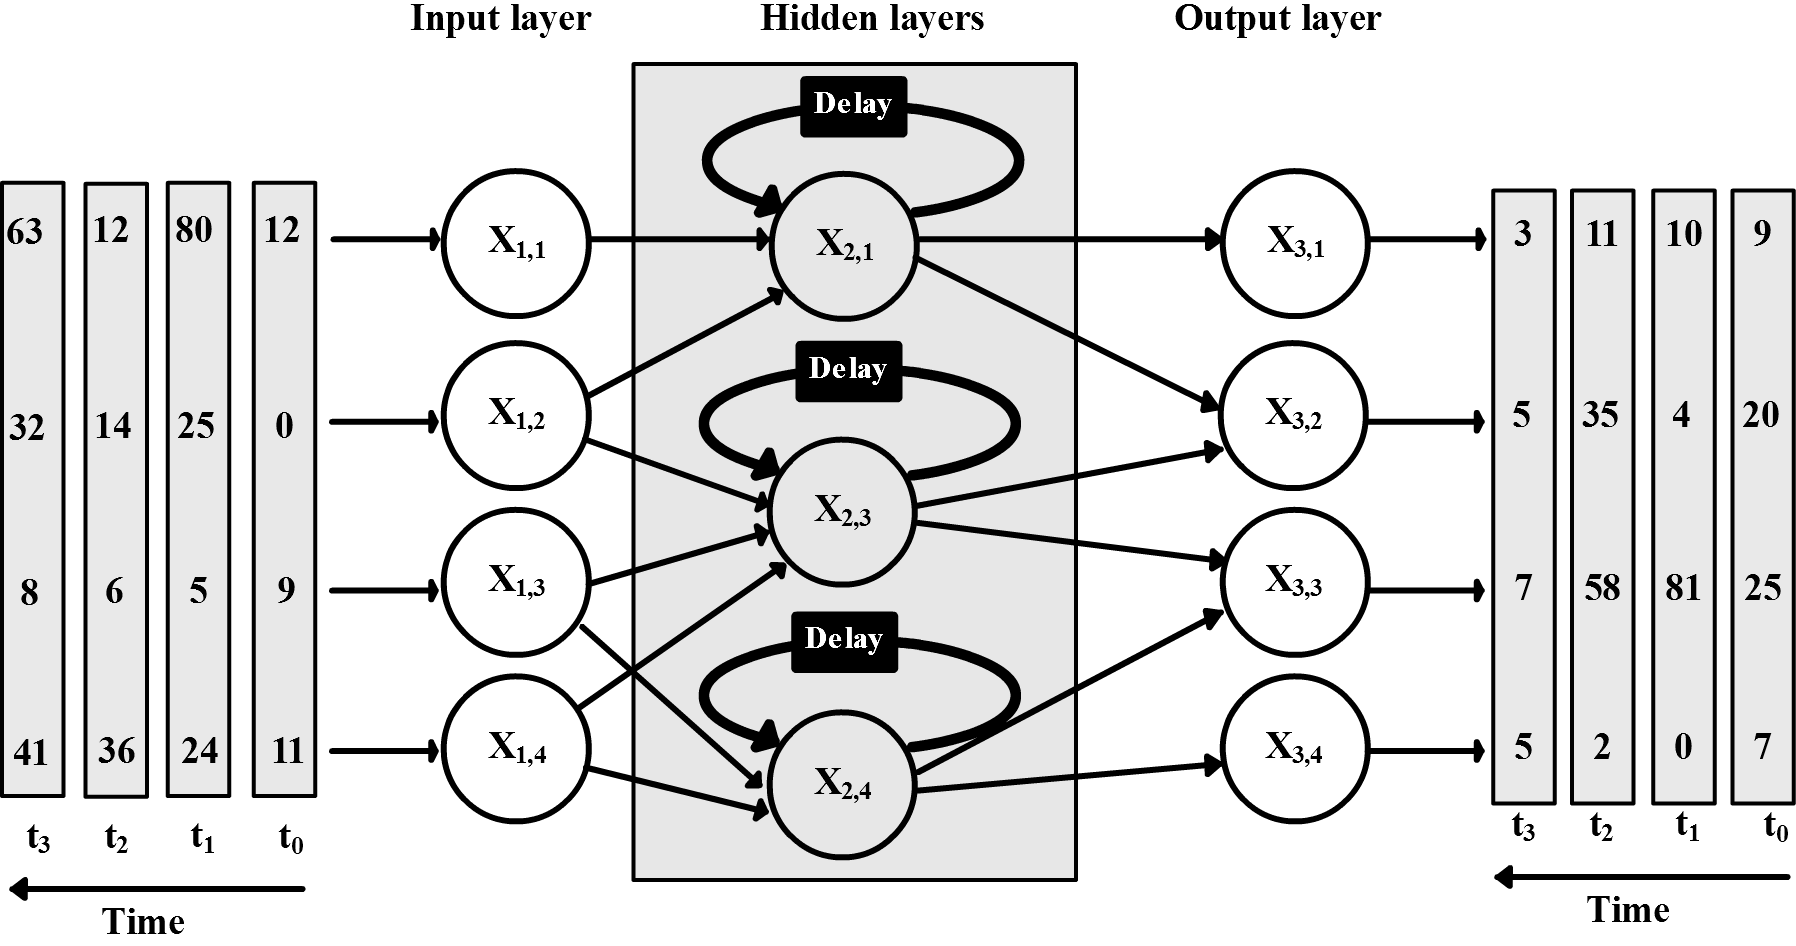 Input layer Hidden layers Output layer
Delay
63 12 80 12 X1,1 X2,1 X3,1 3 11 10 9
Delay
32 14 25 0 X1,2 X3,2 5 35 4 20
X2,3
8 6 5 9 X1,3 X3,3 7 58 81 25
Delay
41 36 24 11 X1,4 X2,4 X3,4 5 2 0 7
t3 t2 t1 t0 t3 t2 t1 t0
Time Time